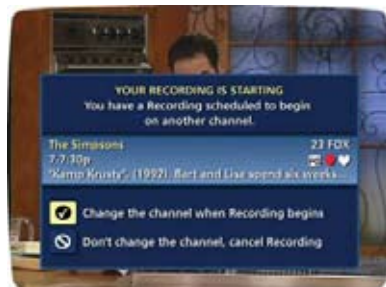 YOUR RECORDING IS STARTING
You have a Recording scheduled to begin
on another channel.
The Simpsons 23 FOX
7-7:30p
"Kamp Krusty". (1992). Bart and Lisa spend six weeks...
Change the channel when Recording begins
Don't change the channel, cancel Recording